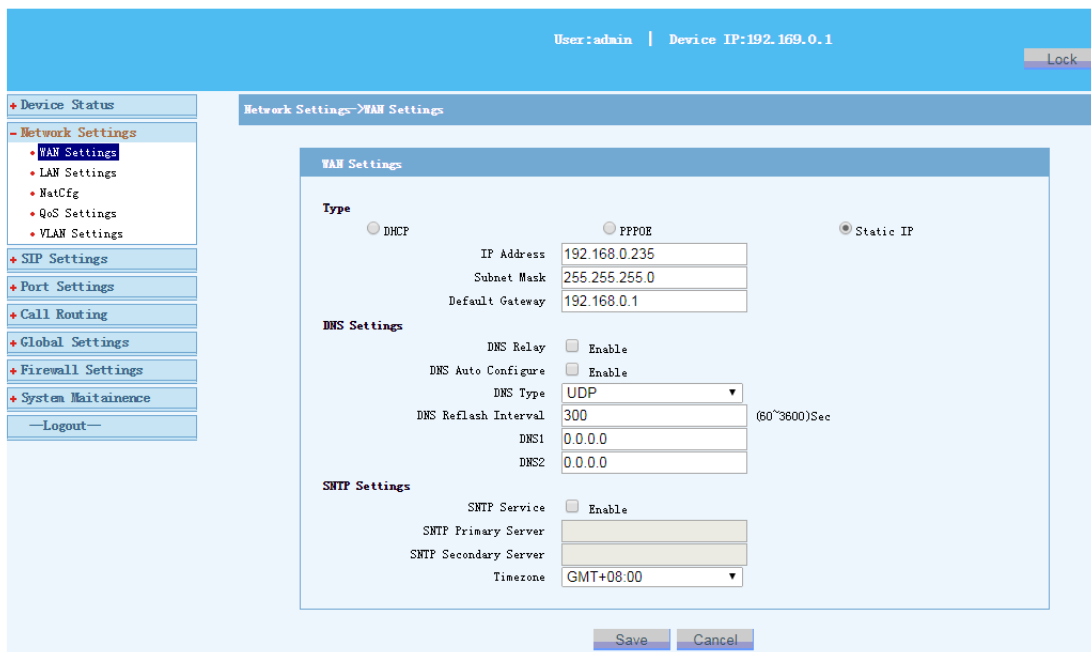 User:admin | Device IP:192.169.0.1
Lock
+ Device Status
- Network Settings
WAN Settings
LAN Settings
NatCfg
QoS Settings
VLAN Settings
+ SIP Settings
+ Port Settings
+ Call Routing
+ Global Settings
+ Firewall Settings
+ System Maitainence
—Logout—
Network Settings->WAN Settings
WAN Settings
Type
DHCP PPPOE Static IP
IP Address 192.168.0.235
Subnet Mask 255.255.255.0
Default Gateway 192.168.0.1
DNS Settings
DNS Relay Enable
DNS Auto Configure Enable
DNS Type UDP
DNS Reflash Interval 300 (60~3600)Sec
DNS1 0.0.0.0
DNS2 0.0.0.0
SNTP Settings
SNTP Service Enable
SNTP Primary Server
SNTP Secondary Server
Timezone GMT+08:00
Save Cancel